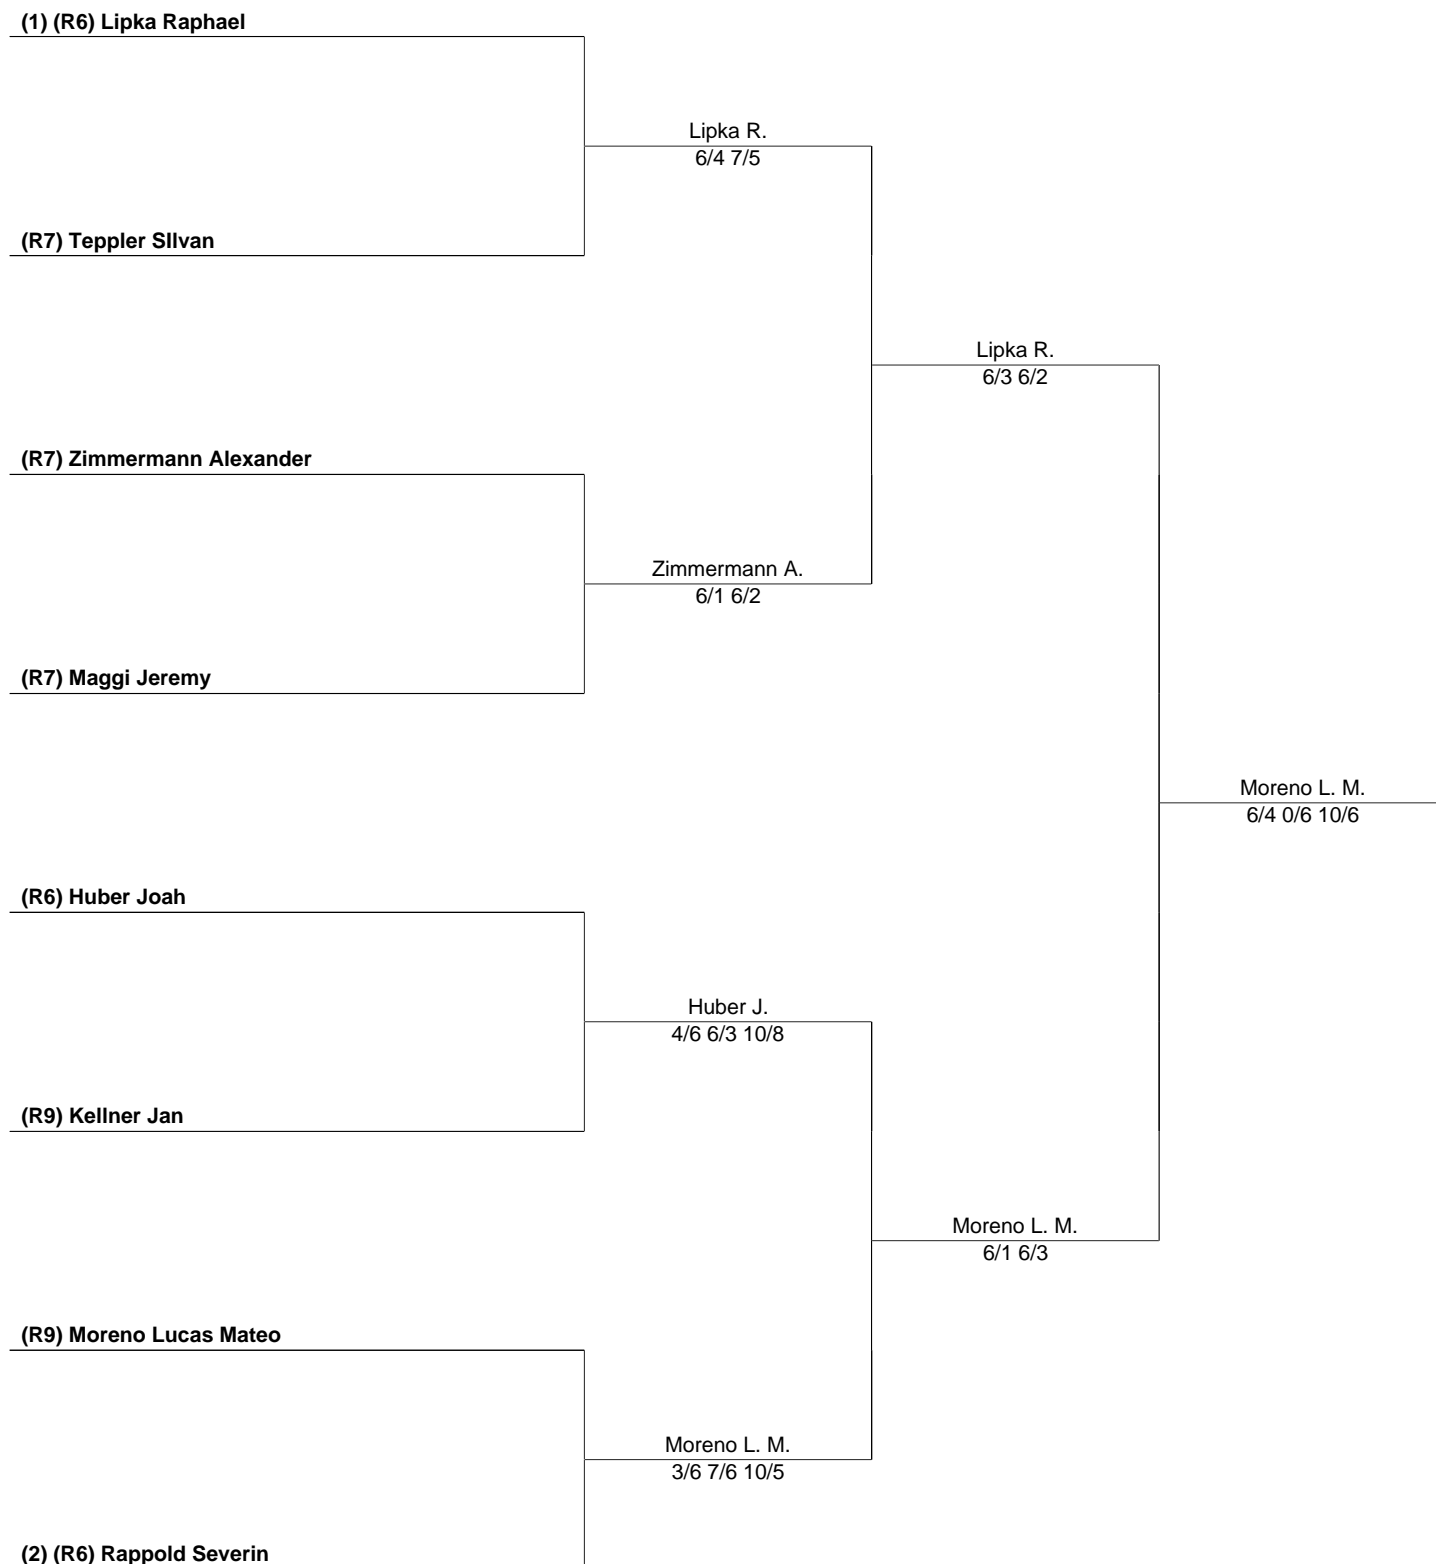 (1) (R6) Lipka Raphael
Lipka R.
6/4 7/5
(R7) Teppler SIlvan
Lipka R.
6/3 6/2
(R7) Zimmermann Alexander
Zimmermann A.
6/1 6/2
(R7) Maggi Jeremy
Moreno L. M.
6/4 0/6 10/6
(R6) Huber Joah
Huber J.
4/6 6/3 10/8
(R9) Kellner Jan
Moreno L. M.
6/1 6/3
(R9) Moreno Lucas Mateo
Moreno L. M.
3/6 7/6 10/5
(2) (R6) Rappold Severin